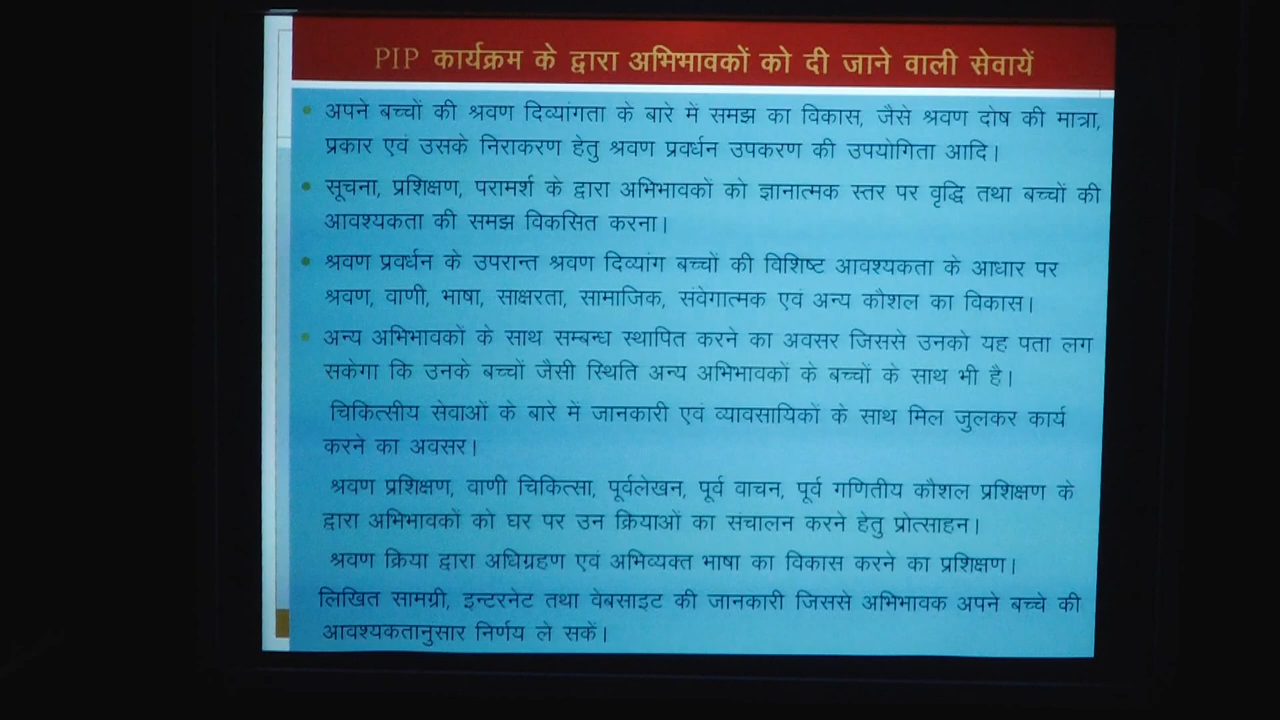 PIP कार्यक्रम के द्वारा अभिभावकों को दी जाने वाली सेवायें
• अपने बच्चों की श्रवण दिव्यांगता के बारे में समझ का विकास, जैसे श्रवण दोष की मात्रा,
प्रकार एवं उसके निराकरण हेतु श्रवण प्रवर्धन उपकरण की उपयोगिता आदि।
• सूचना, प्रशिक्षण, परामर्श के द्वारा अभिभावकों को ज्ञानात्मक स्तर पर वृद्धि तथा बच्चों की
आवश्यकता की समझ विकसित करना।
• श्रवण प्रवर्धन के उपरान्त श्रवण दिव्यांग बच्चों की विशिष्ट आवश्यकता के आधार पर
श्रवण, वाणी, भाषा, साक्षरता, सामाजिक, संवेगात्मक एवं अन्य कौशल का विकास।
• अन्य अभिभावकों के साथ सम्बन्ध स्थापित करने का अवसर जिससे उनको यह पता लग
सकेगा कि उनके बच्चों जैसी स्थिति अन्य अभिभावकों के बच्चों के साथ भी है।
चिकित्सीय सेवाओं के बारे में जानकारी एवं व्यावसायिकों के साथ मिल जुलकर कार्य
करने का अवसर।
श्रवण प्रशिक्षण, वाणी चिकित्सा, पूर्वलेखन, पूर्व वाचन, पूर्व गणितीय कौशल प्रशिक्षण के
द्वारा अभिभावकों को घर पर उन क्रियाओं का संचालन करने हेतु प्रोत्साहन।
श्रवण क्रिया द्वारा अधिग्रहण एवं अभिव्यक्त भाषा का विकास करने का प्रशिक्षण।
लिखित सामग्री, इन्टरनेट तथा वेबसाइट की जानकारी जिससे अभिभावक अपने बच्चे की
आवश्यकतानुसार निर्णय ले सकें।